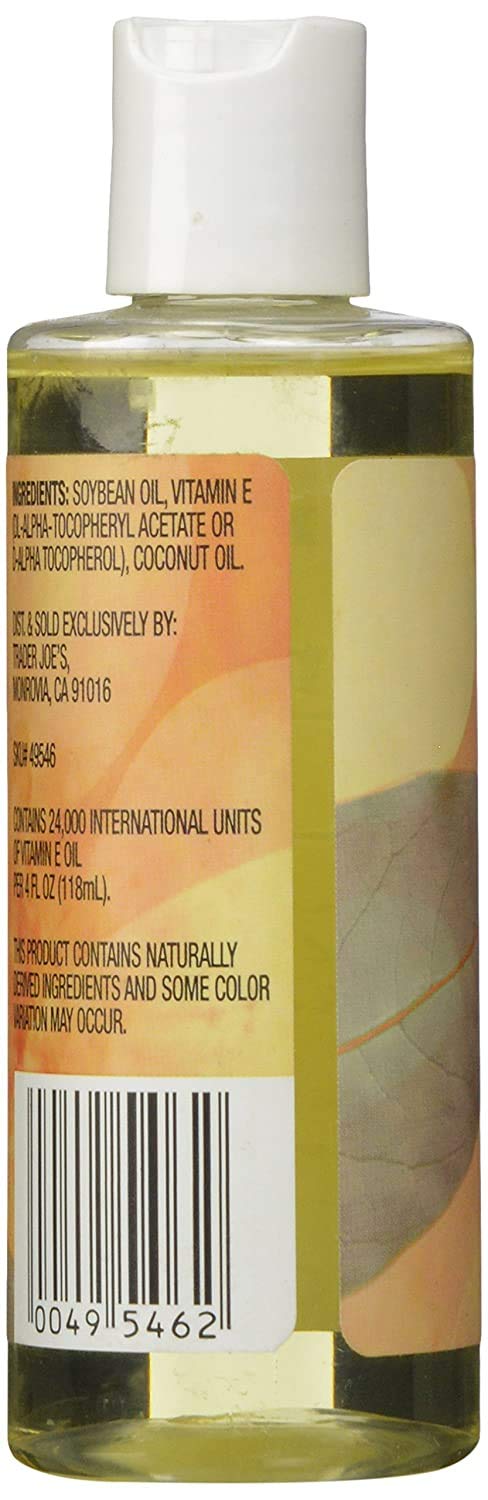 INGREDIENTS: SOYBEAN OIL, VITAMIN E
(DL-ALPHA-TOCOPHERYL ACETATE OR
D-ALPHA TOCOPHEROL), COCONUT OIL.
DIST. & SOLD EXCLUSIVELY BY:
TRADER JOE'S,
MONROVIA, CA 91016
SKU# 49546
CONTAINS 24,000 INTERNATIONAL UNITS
OF VITAMIN E OIL
PER 4 FL OZ (118mL).
THIS PRODUCT CONTAINS NATURALLY
DERIVED INGREDIENTS AND SOME COLOR
VARIATION MAY OCCUR.
0049 5462